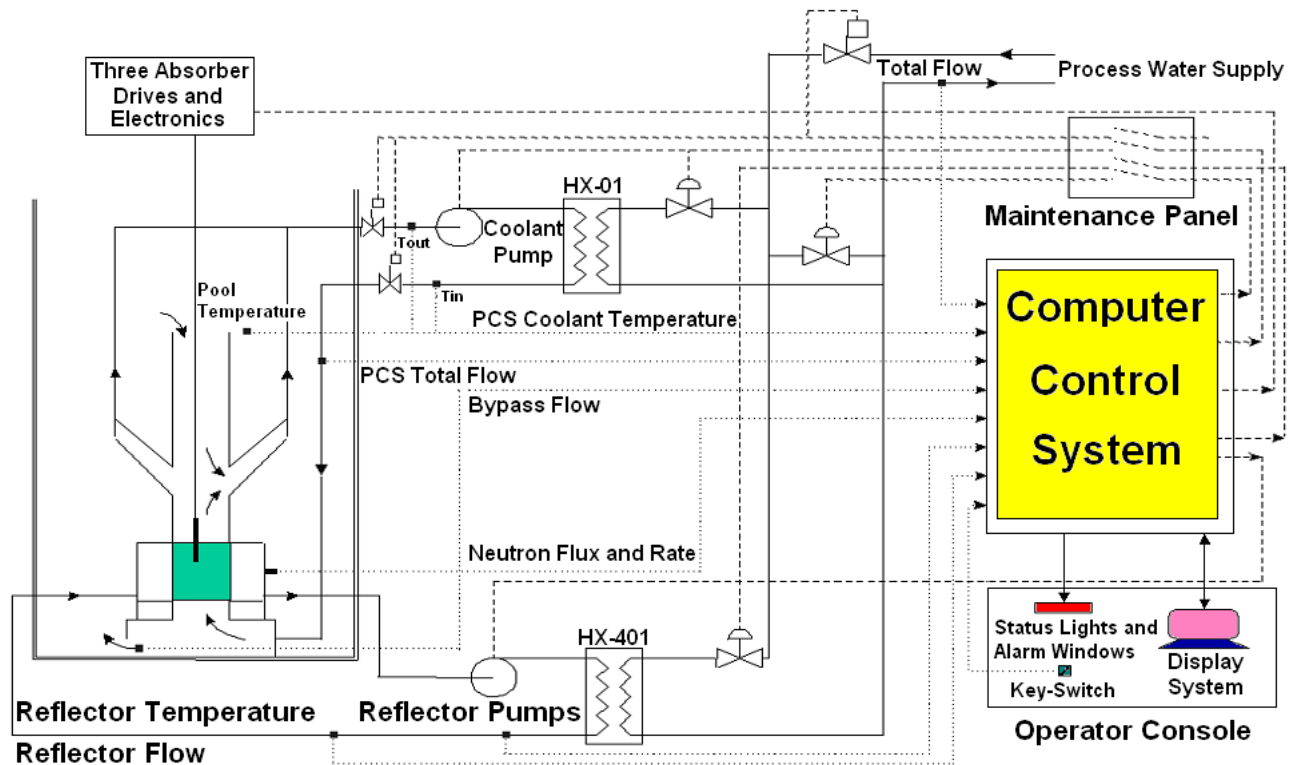 Three Absorber
Drives and
Electronics
Total Flow
Process Water Supply
HX-01
Maintenance Panel
Tout
Coolant
Pump
Pool
Temperature
Tin
PCS Coolant Temperature
PCS Total Flow
Bypass Flow
Computer
Control
System
Neutron Flux and Rate
HX-401
Status Lights and
Alarm Windows
Key-Switch
Display
System
Operator Console
Reflector Temperature
Reflector Pumps
Reflector Flow